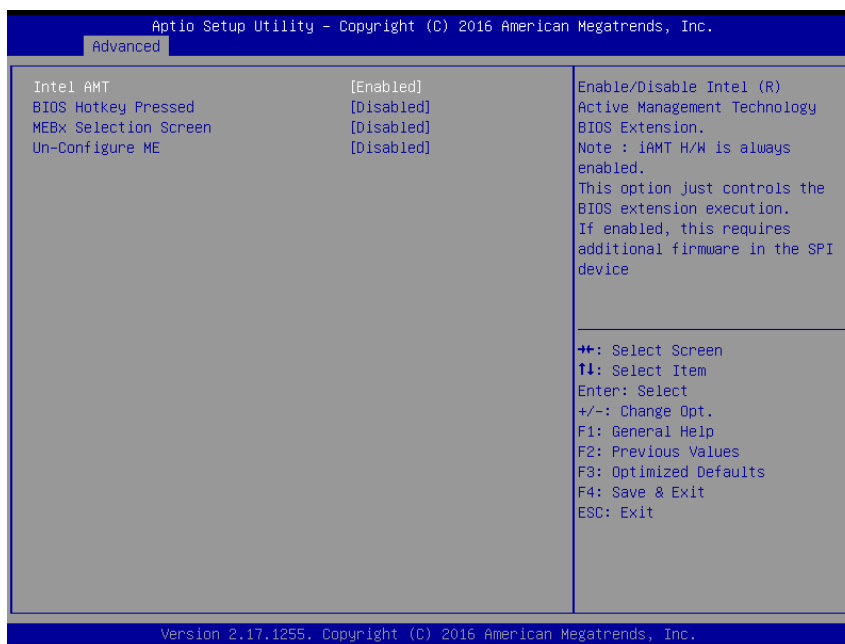 Aptio Setup Utility – Copyright (C) 2016 American Megatrends, Inc.
Advanced
Intel AMT [Enabled]
BIOS Hotkey Pressed [Disabled]
MEBx Selection Screen [Disabled]
Un-Configure ME [Disabled]
Enable/Disable Intel (R)
Active Management Technology
BIOS Extension.
Note : iAMT H/W is always
enabled.
This option just controls the
BIOS extension execution.
If enabled, this requires
additional firmware in the SPI
device
→←: Select Screen
↑↓: Select Item
Enter: Select
+/-: Change Opt.
F1: General Help
F2: Previous Values
F3: Optimized Defaults
F4: Save & Exit
ESC: Exit
Version 2.17.1255. Copyright (C) 2016 American Megatrends, Inc.